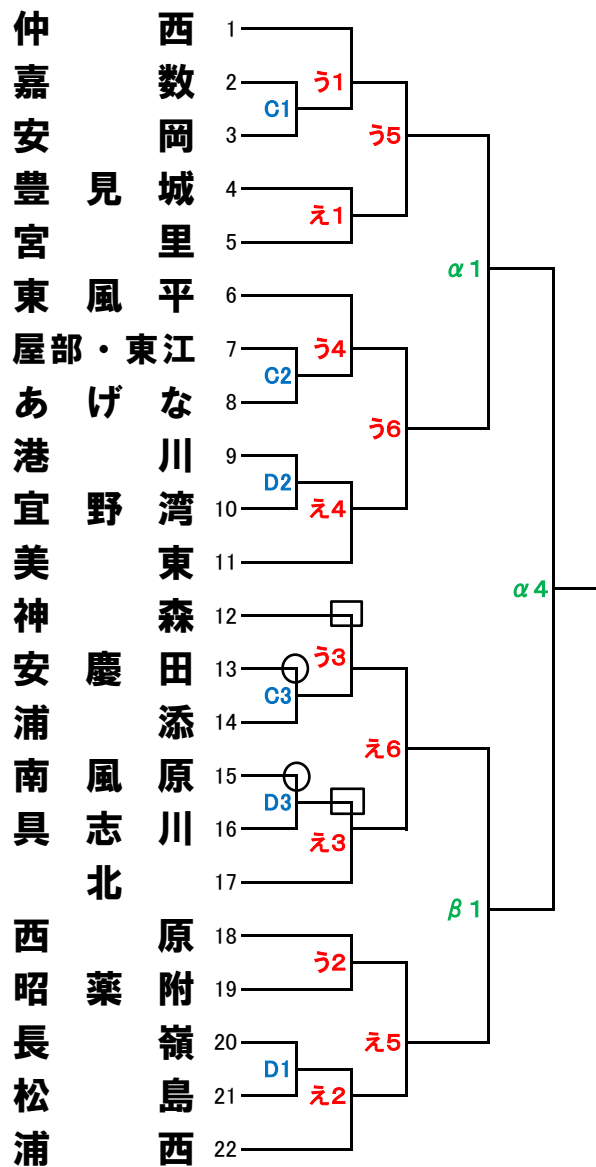 仲西 1
嘉数 2
安岡 3
豊見城 4
宮里 5
東風平 6
屋部・東江 7
あげな 8
港川 9
宜野湾 10
美東 11
神森 12
安慶田 13
浦添 14
南風原 15
具志川 16
北 17
西原 18
昭薬附 19
長嶺 20
松島 21
浦西 22
C1
C2
D2
C3
D3
D1
う1
え1
う4
え4
う3
え3
う2
え2
う5
う6
え6
え5
α1
β1
α4